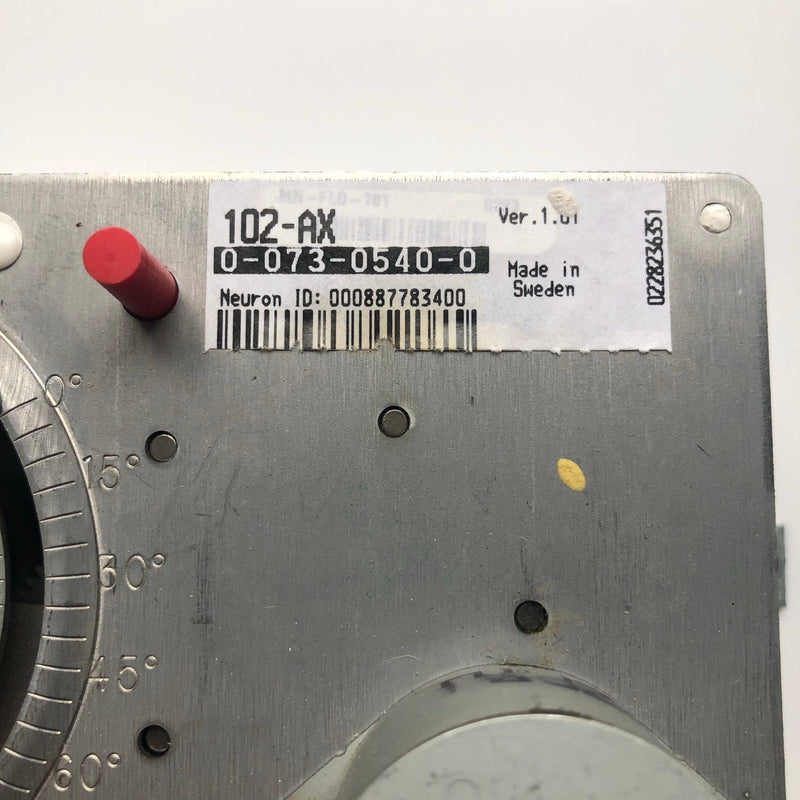 102-AX
0-073-0540-0
Neuron ID: 000887783400
Ver.1.01
Made in
Sweden
0228236351
0°
15°
30°
45°
60°